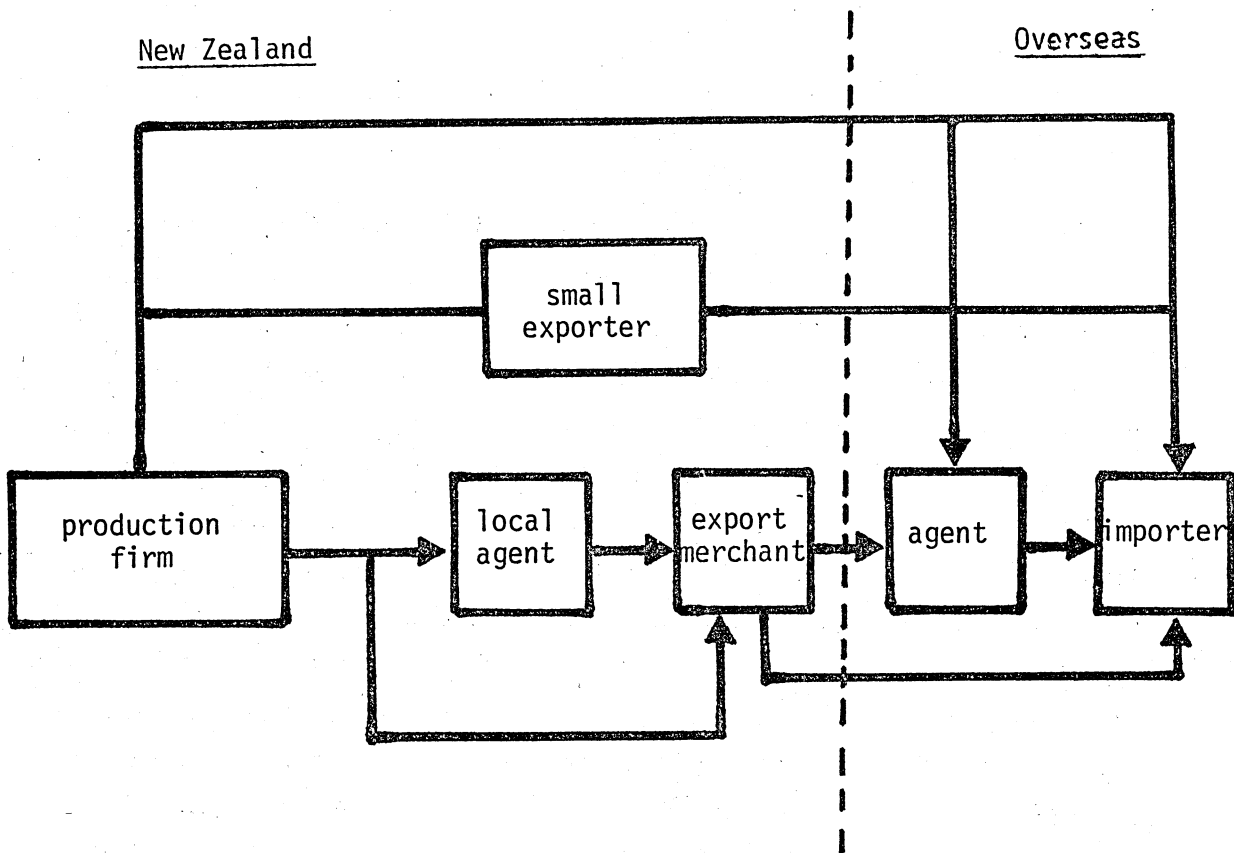 New Zealand
Overseas
small
exporter
production
firm
local
agent
export
merchant
agent
importer